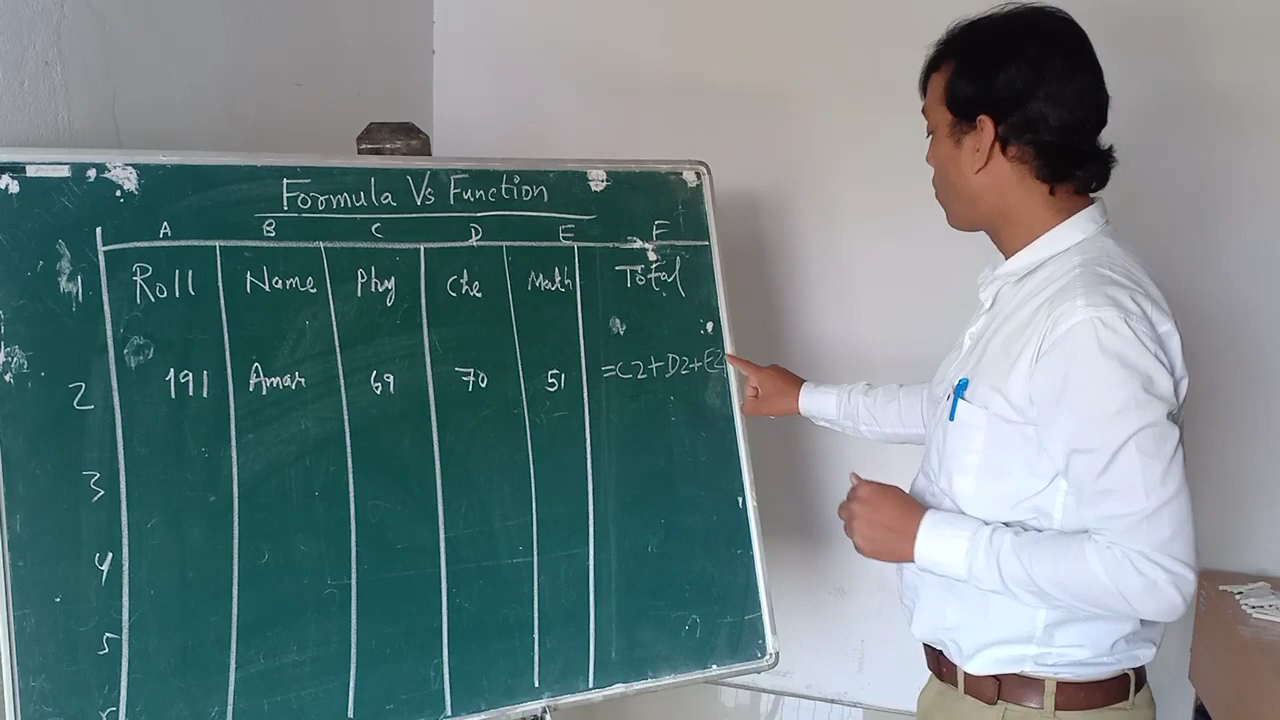 Formula Vs Function
A B C D E F
Roll Name Phy Che Math Total
2 191 Amar 69 70 51 =C2+D2+E2
3
4
5